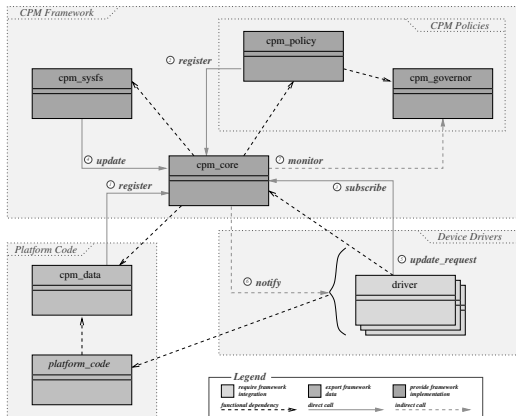 CPM Framework
CPM Policies
cpm_policy
register
cpm_sysfs
cpm_governor
update
cpm_core
monitor
register
subscribe
Platform Code
Device Drivers
cpm_data
update_request
notify
driver
platform_code
Legend
require framework integration
export framework data
provide framework implementation
functional dependency
direct call
indirect call